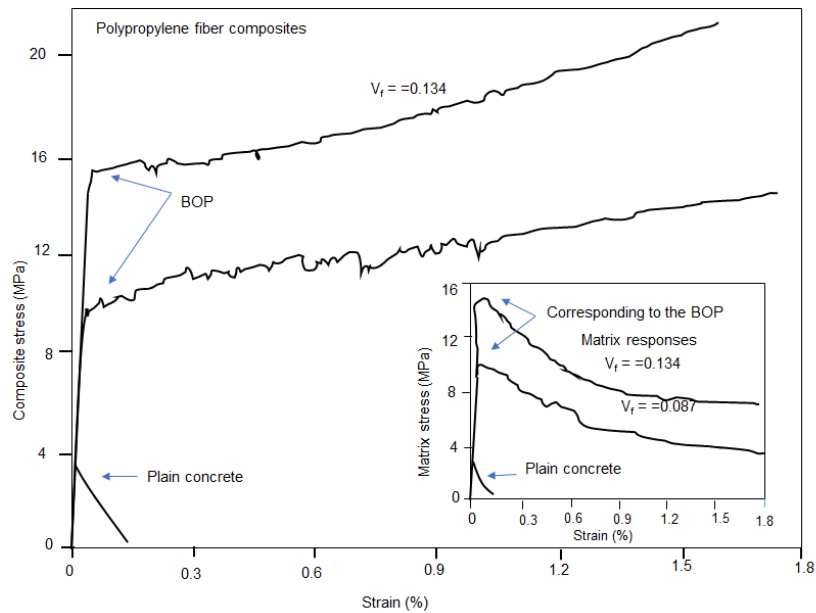 Polypropylene fiber composites
20
V_f = =0.134
16
BOP
12
Composite stress (MPa)
8
4
Plain concrete
0
0
0.3
0.6
0.9
1.2
1.5
1.8
Strain (%)
16
Corresponding to the BOP
12
Matrix responses
V_f = =0.134
8
V_f = =0.087
Matrix stress (MPa)
4
Plain concrete
0
0
0.3
0.6
0.9
1.2
1.5
1.8
Strain (%)